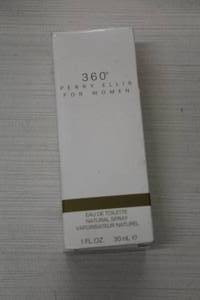 360°
PERRY ELLIS
FOR WOMEN
EAU DE TOILETTE
NATURAL SPRAY
VAPORISATEUR NATUREL
1 FL.OZ. 30 mL ℮